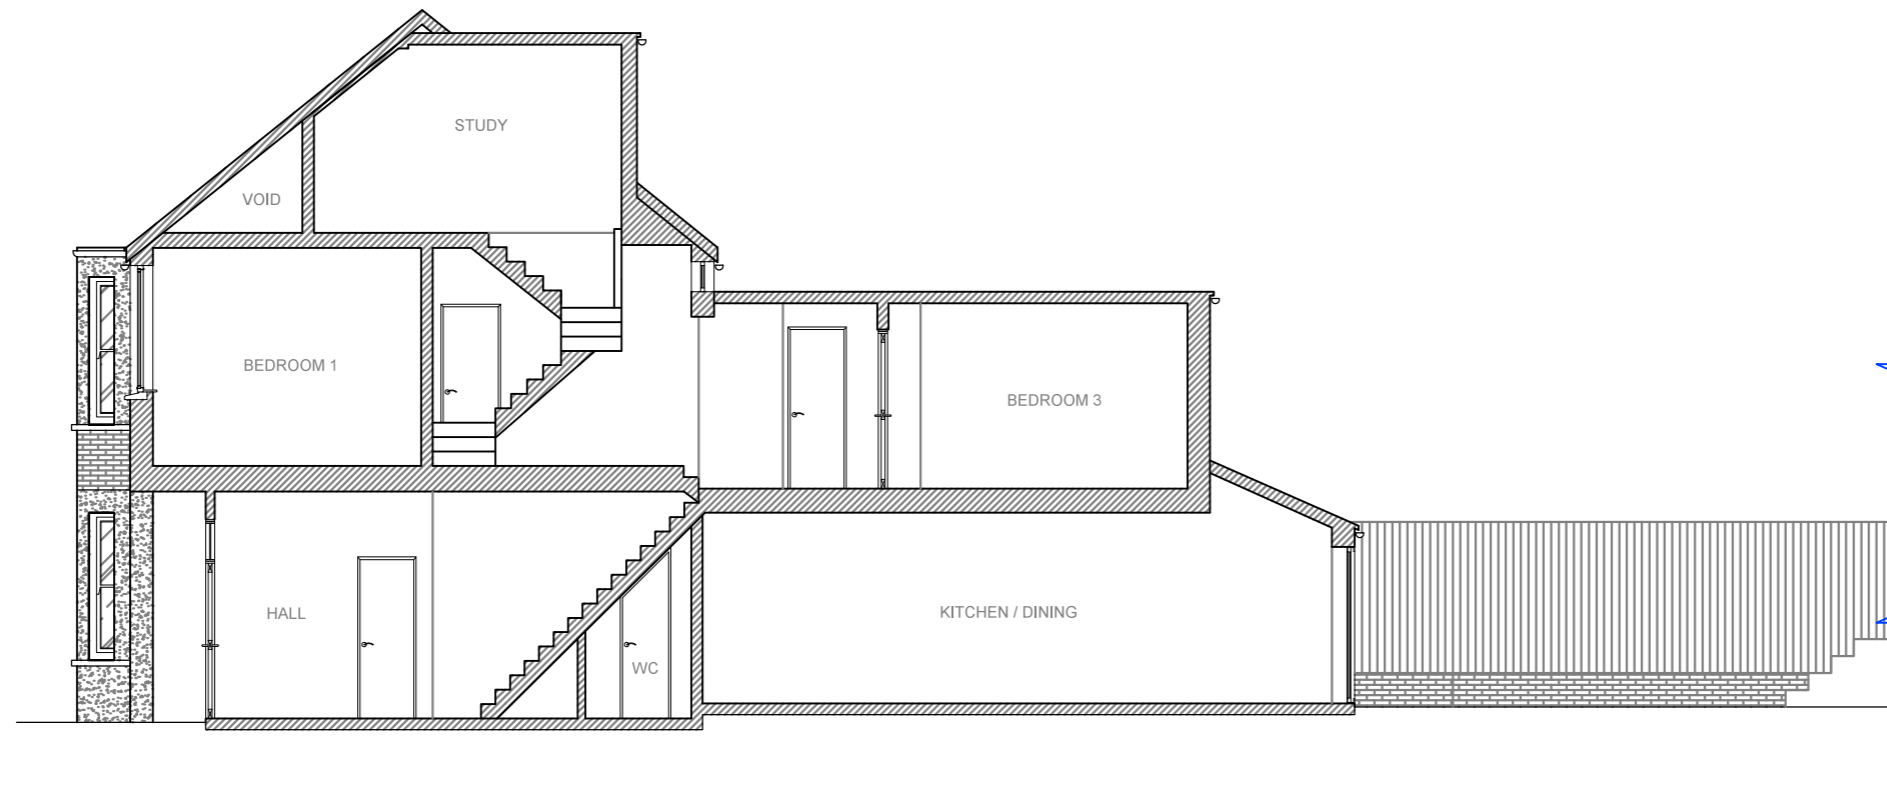 STUDY
VOID
BEDROOM 1
BEDROOM 3
HALL
KITCHEN / DINING
WC